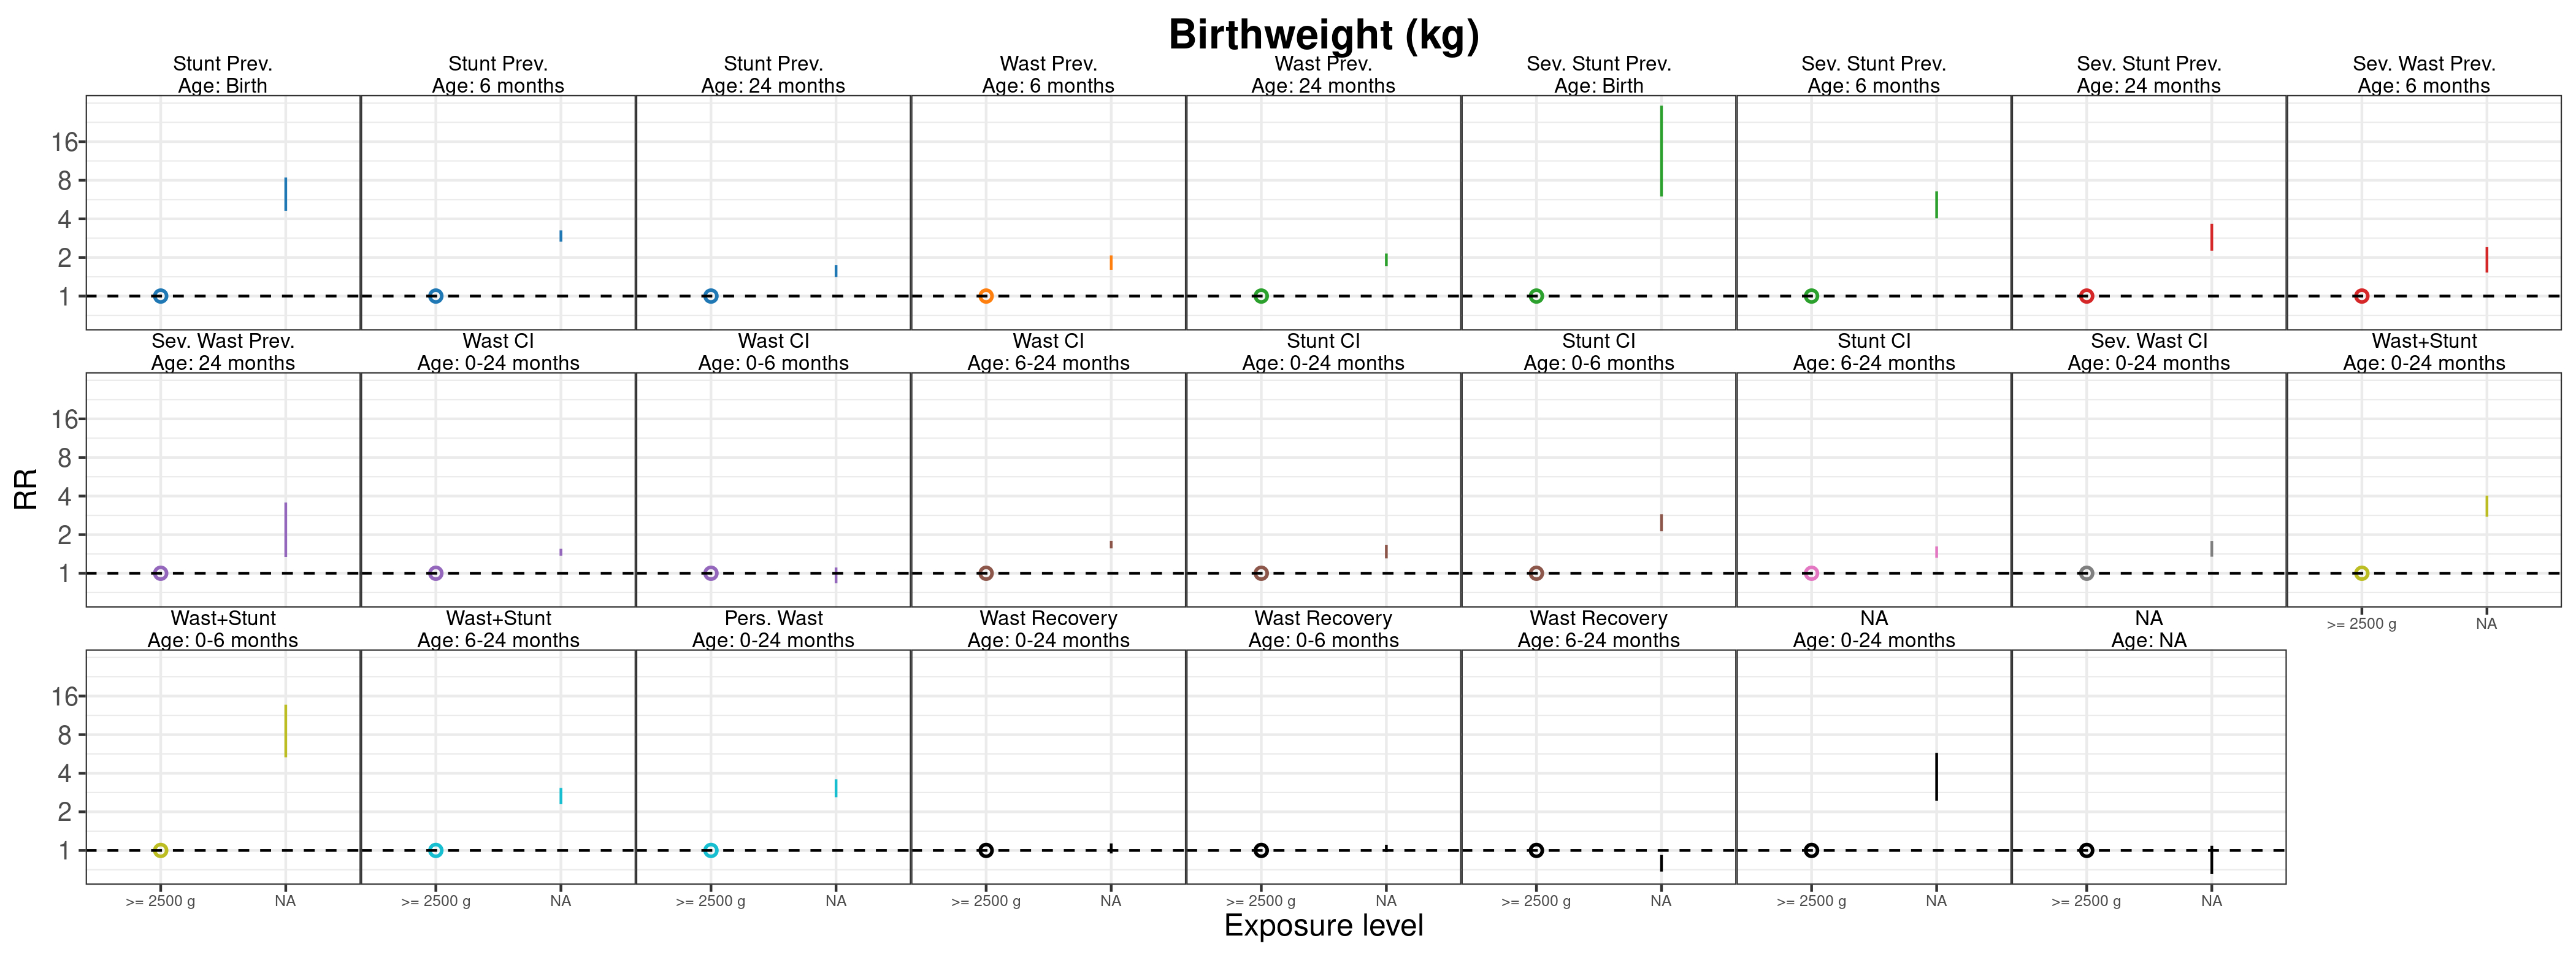 Birthweight (kg)
Stunt Prev.
Age: Birth
Stunt Prev.
Age: 6 months
Stunt Prev.
Age: 24 months
Wast Prev.
Age: 6 months
Wast Prev.
Age: 24 months
Sev. Stunt Prev.
Age: Birth
Sev. Stunt Prev.
Age: 6 months
Sev. Stunt Prev.
Age: 24 months
Sev. Wast Prev.
Age: 6 months
16
8
4
2
1
Sev. Wast Prev.
Age: 24 months
Wast CI
Age: 0-24 months
Wast CI
Age: 0-6 months
Wast CI
Age: 6-24 months
Stunt CI
Age: 0-24 months
Stunt CI
Age: 0-6 months
Stunt CI
Age: 6-24 months
Sev. Wast CI
Age: 0-24 months
Wast+Stunt
Age: 0-24 months
RR
16
8
4
2
1
>= 2500 g
NA
Wast+Stunt
Age: 0-6 months
Wast+Stunt
Age: 6-24 months
Pers. Wast
Age: 0-24 months
Wast Recovery
Age: 0-24 months
Wast Recovery
Age: 0-6 months
Wast Recovery
Age: 6-24 months
NA
Age: 0-24 months
NA
Age: NA
16
8
4
2
1
>= 2500 g
NA
>= 2500 g
NA
>= 2500 g
NA
>= 2500 g
NA
>= 2500 g
NA
>= 2500 g
NA
>= 2500 g
NA
>= 2500 g
NA
Exposure level